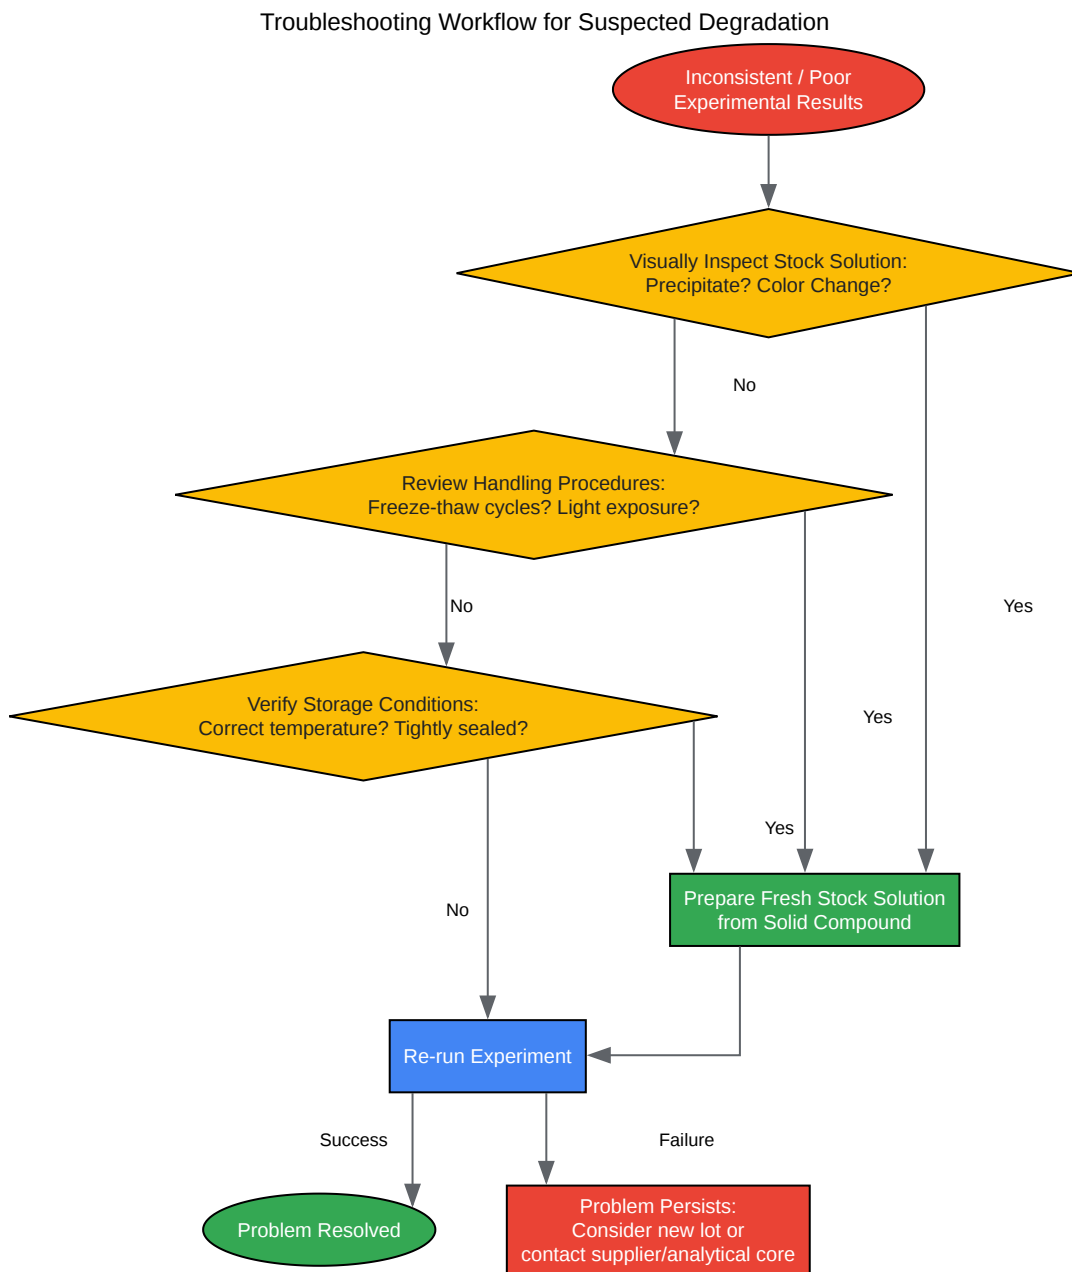 Troubleshooting Workflow for Suspected Degradation
Inconsistent / Poor
Experimental Results
Visually Inspect Stock Solution:
Precipitate? Color Change?
No
Review Handling Procedures:
Freeze-thaw cycles? Light exposure?
No
Yes
Verify Storage Conditions:
Correct temperature? Tightly sealed?
Yes
Yes
Prepare Fresh Stock Solution
from Solid Compound
No
Re-run Experiment
Success
Failure
Problem Resolved
Problem Persists:
Consider new lot or
contact supplier/analytical core